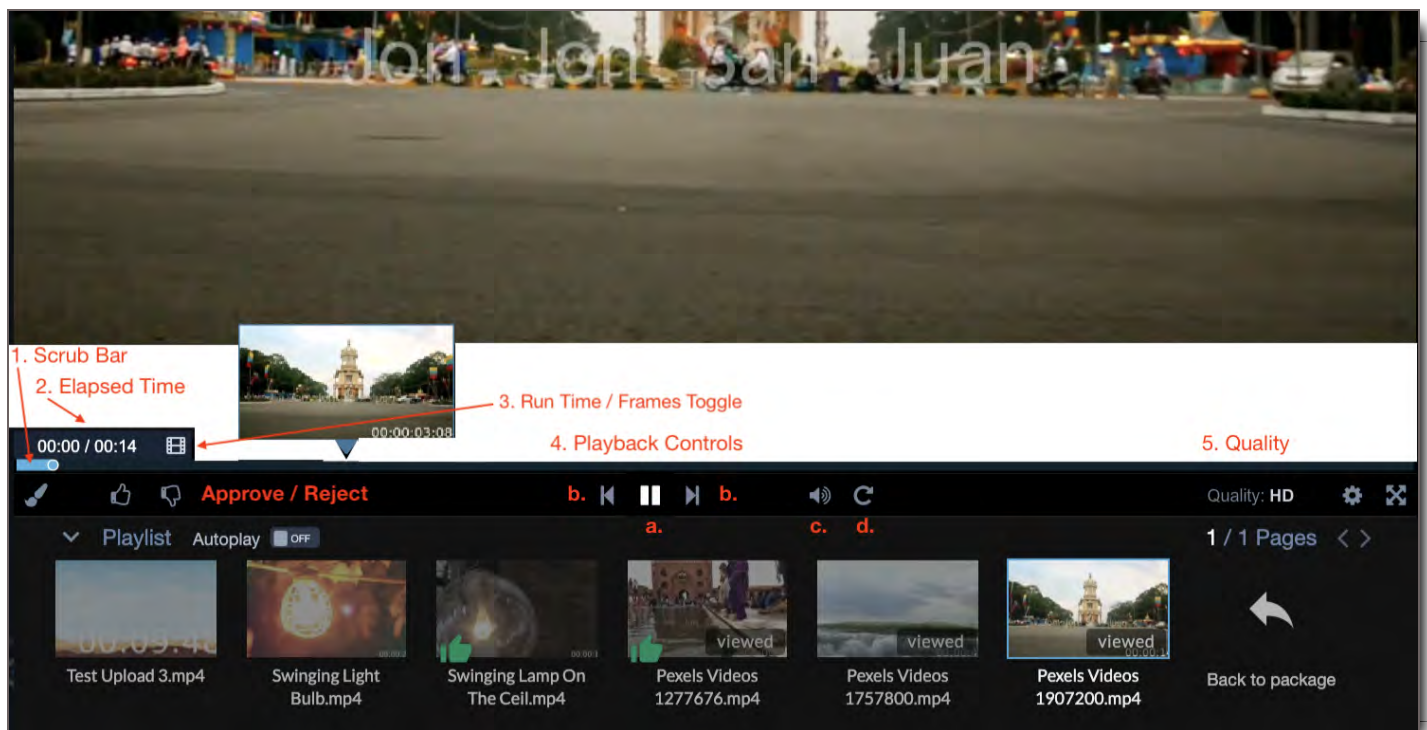 Jon Jon San Juan
1. Scrub Bar
2. Elapsed Time
3. Run Time / Frames Toggle
00:00:03:08
00:00 / 00:14
4. Playback Controls
5. Quality
Approve / Reject
b.
b.
Quality: HD
a.
c.
d.
Playlist Autoplay OFF
1 / 1 Pages < >
viewed
viewed
viewed
Test Upload 3.mp4
Swinging Light
Bulb.mp4
Swinging Lamp On
The Ceil.mp4
Pexels Videos
1277676.mp4
Pexels Videos
1757800.mp4
Pexels Videos
1907200.mp4
Back to package